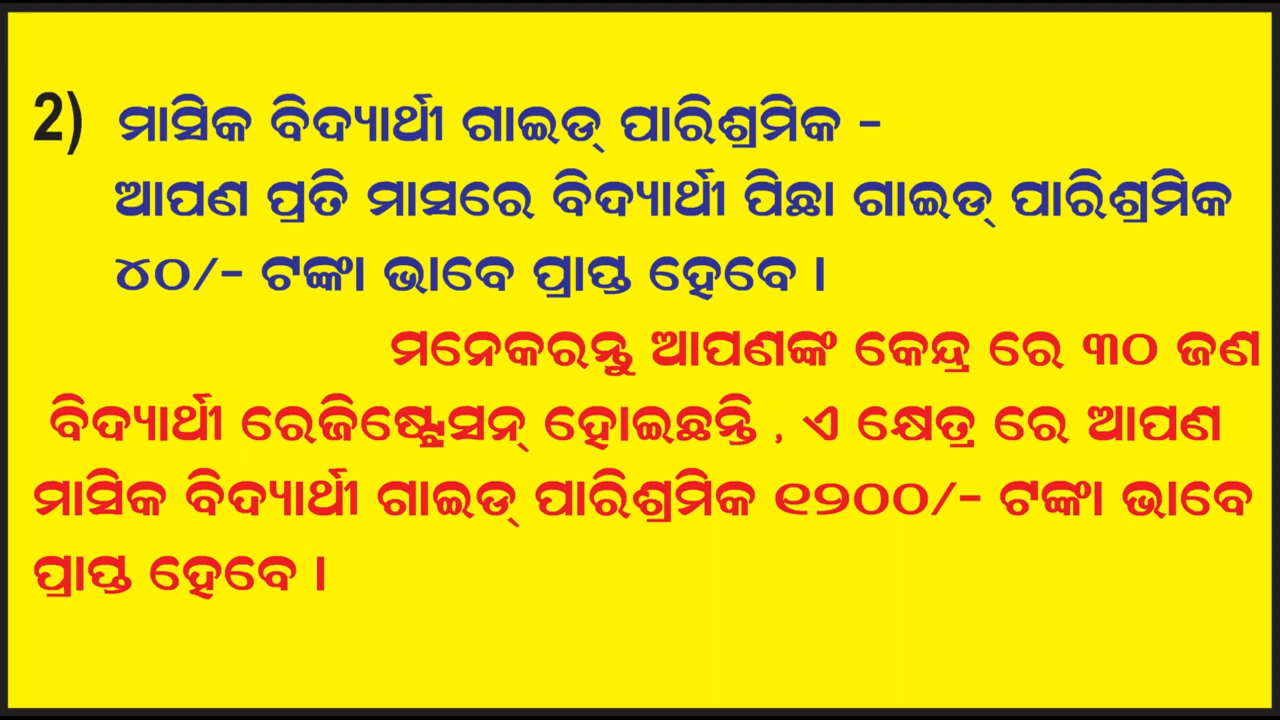 2) ମାସିକ ବିଦ୍ୟାର୍ଥୀ ଗାଇଡ୍ ପାରିଶ୍ରମିକ -
ଆପଣ ପ୍ରତି ମାସରେ ବିଦ୍ୟାର୍ଥୀ ପିଛା ଗାଇଡ୍ ପାରିଶ୍ରମିକ
୪୦/- ଟଙ୍କା ଭାବେ ପ୍ରାପ୍ତ ହେବେ ।
ମନେକରନ୍ତୁ ଆପଣଙ୍କ କେନ୍ଦ୍ର ରେ ୩୦ ଜଣ
ବିଦ୍ୟାର୍ଥୀ ରେଜିଷ୍ଟ୍ରେସନ୍ ହୋଇଛନ୍ତି , ଏ କ୍ଷେତ୍ର ରେ ଆପଣ
ମାସିକ ବିଦ୍ୟାର୍ଥୀ ଗାଇଡ୍ ପାରିଶ୍ରମିକ ୧୨୦୦/- ଟଙ୍କା ଭାବେ
ପ୍ରାପ୍ତ ହେବେ ।